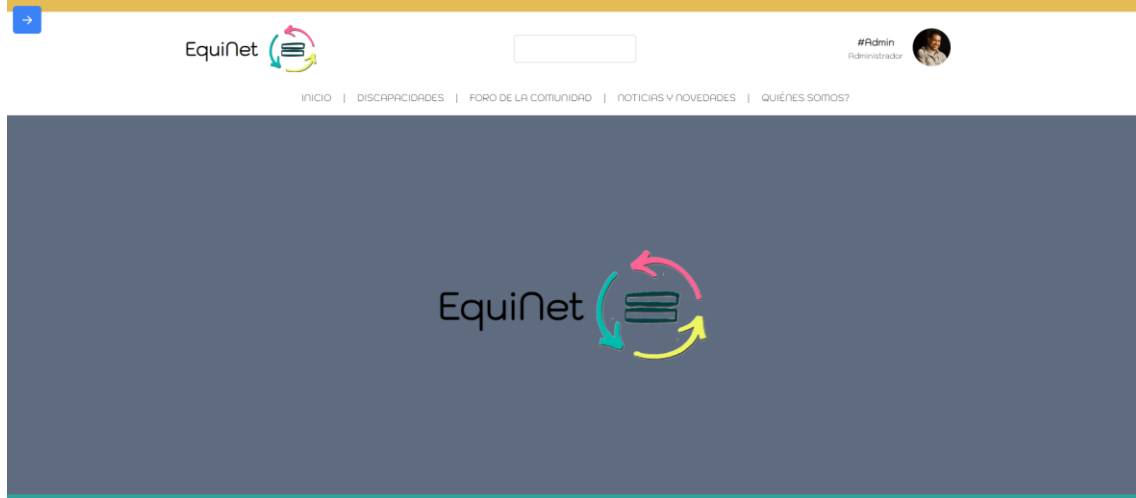 EquiNet
#Admin
Administrador
INICIO | DISCAPACIDADES | FORO DE LA COMUNIDAD | NOTICIAS Y NOVEDADES | QUIÉNES SOMOS?
EquiNet